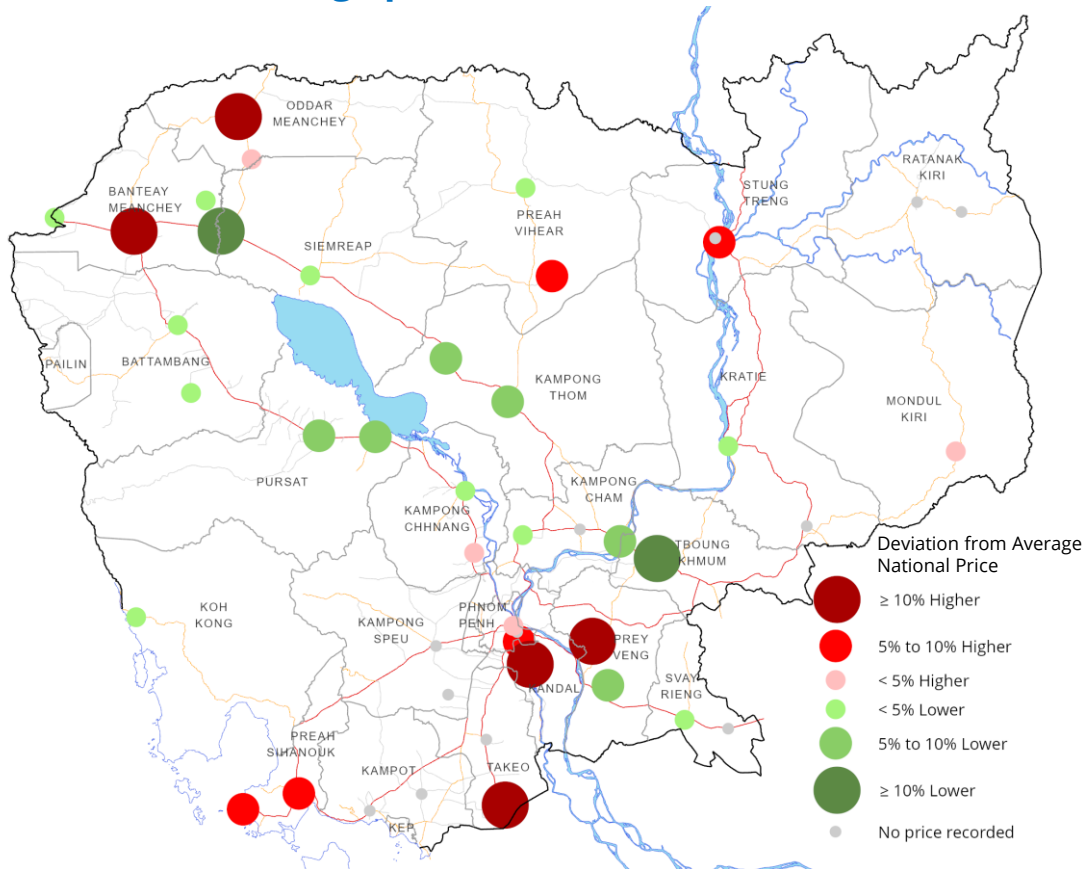 ODDAR
MEANCHEY
BANTEAY
MEANCHEY
SIEMREAP
PREAH
VIHEAR
STUNG
TRENG
RATANAK
KIRI
PAILIN
BATTAMBANG
KAMPONG
THOM
KRATIE
MONDUL
KIRI
PURSAT
KAMPONG
CHHNANG
KAMPONG
CHAM
TBOUNG
KHMUM
KOH
KONG
KAMPONG
SPEU
PHNOM
PENH
PREY
VENG
KANDAL
SVAY
RIENG
PREAH
SIHANOUK
KAMPOT
TAKEO
KEP
Deviation from Average
National Price
≥ 10% Higher
5% to 10% Higher
< 5% Higher
< 5% Lower
5% to 10% Lower
≥ 10% Lower
No price recorded